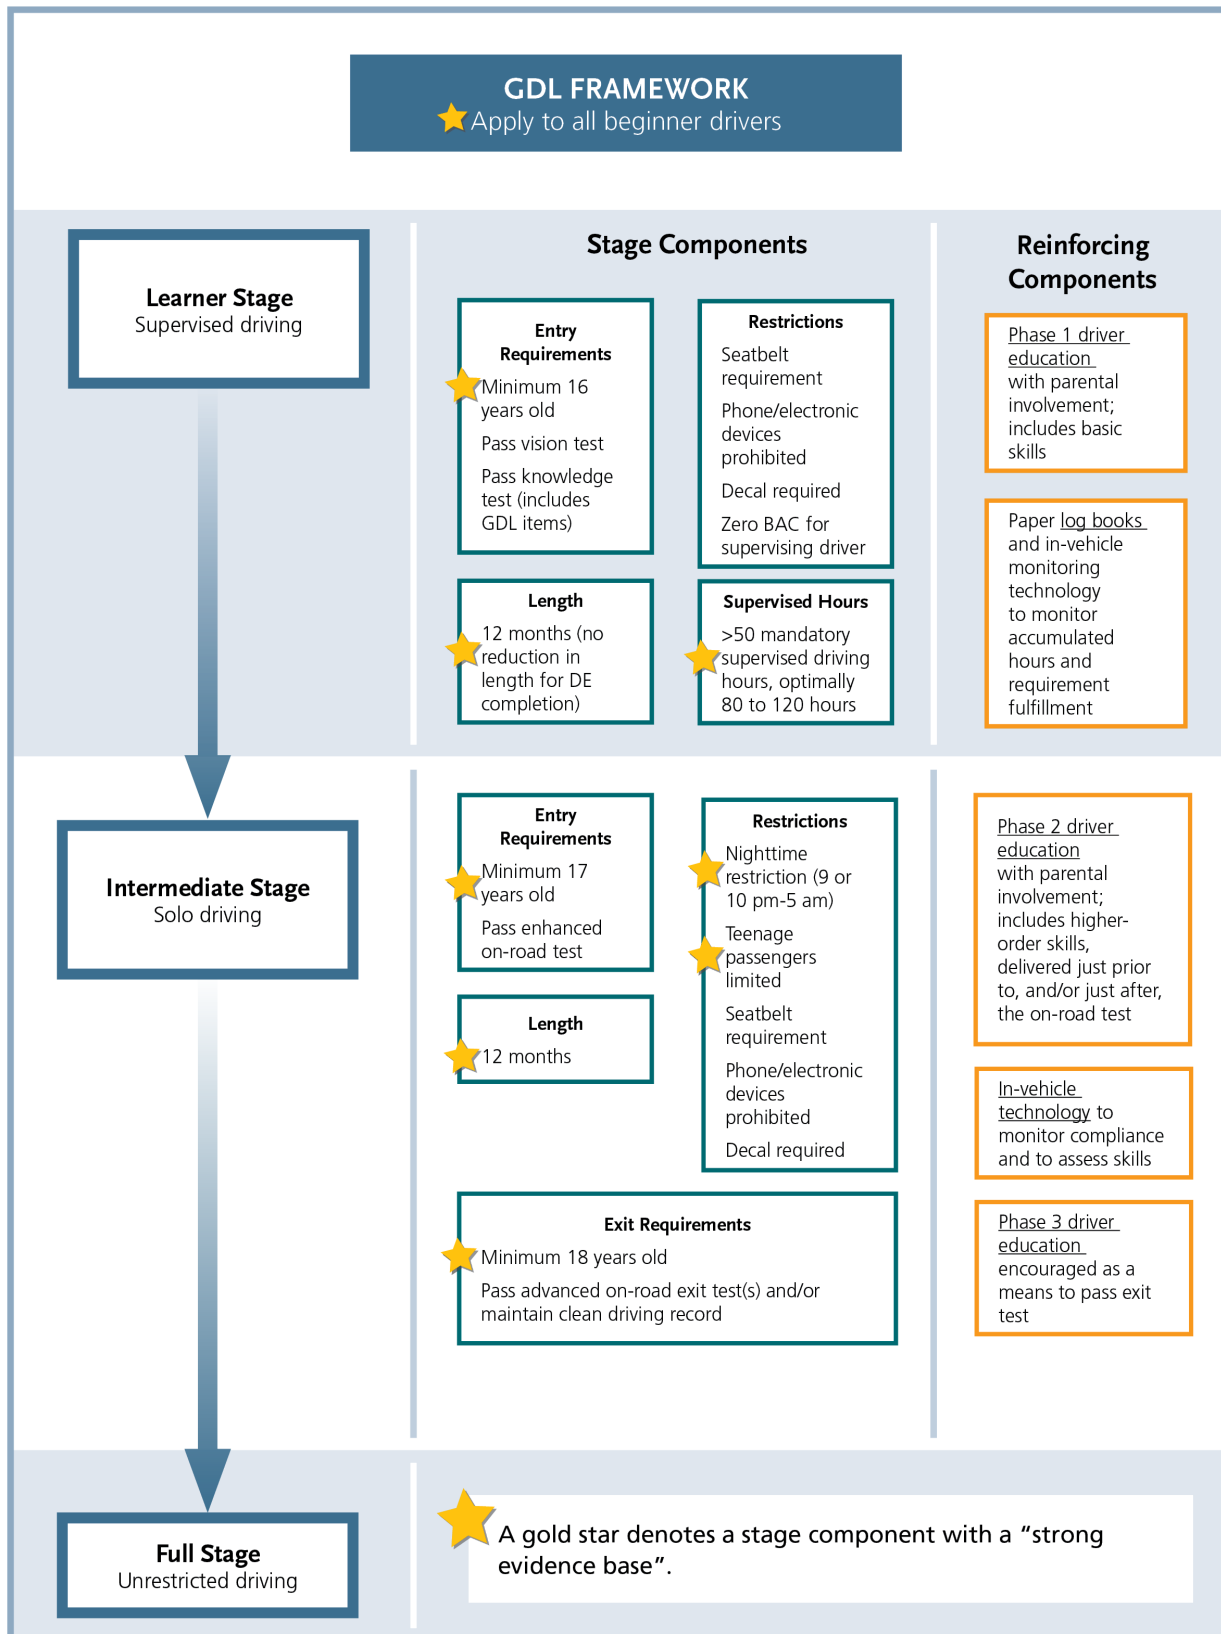 GDL FRAMEWORK
Apply to all beginner drivers
Learner Stage
Supervised driving
Stage Components
Entry
Requirements
Minimum 16
years old
Pass vision test
Pass knowledge
test (includes
GDL items)
Restrictions
Seatbelt
requirement
Phone/electronic
devices
prohibited
Decal required
Zero BAC for
supervising driver
Length
12 months (no
reduction in
length for DE
completion)
Supervised Hours
>50 mandatory
supervised driving
hours, optimally
80 to 120 hours
Reinforcing
Components
Phase 1 driver
education
with parental
involvement;
includes basic
skills
Paper log books
and in-vehicle
monitoring
technology
to monitor
accumulated
hours and
requirement
fulfillment
Intermediate Stage
Solo driving
Entry
Requirements
Minimum 17
years old
Pass enhanced
on-road test
Length
12 months
Restrictions
Nighttime
restriction (9 or
10 pm-5 am)
Teenage
passengers
limited
Seatbelt
requirement
Phone/electronic
devices
prohibited
Decal required
Exit Requirements
Minimum 18 years old
Pass advanced on-road exit test(s) and/or
maintain clean driving record
Phase 2 driver
education
with parental
involvement;
includes higher-
order skills,
delivered just prior
to, and/or just after,
the on-road test
In-vehicle
technology to
monitor compliance
and to assess skills
Phase 3 driver
education
encouraged as a
means to pass exit
test
Full Stage
Unrestricted driving
A gold star denotes a stage component with a “strong
evidence base”.